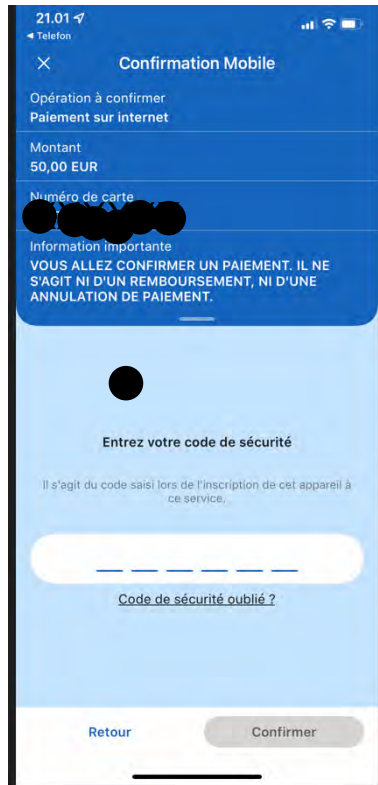 21.01
◄ Telefon
Confirmation Mobile
Opération à confirmer
Paiement sur internet
Montant
50,00 EUR
Numéro de carte
Information importante
VOUS ALLEZ CONFIRMER UN PAIEMENT. IL NE
S'AGIT NI D'UN REMBOURSEMENT, NI D'UNE
ANNULATION DE PAIEMENT.
Entrez votre code de sécurité
Il s'agit du code saisi lors de l'inscription de cet appareil à
ce service.
Code de sécurité oublié ?
Retour
Confirmer